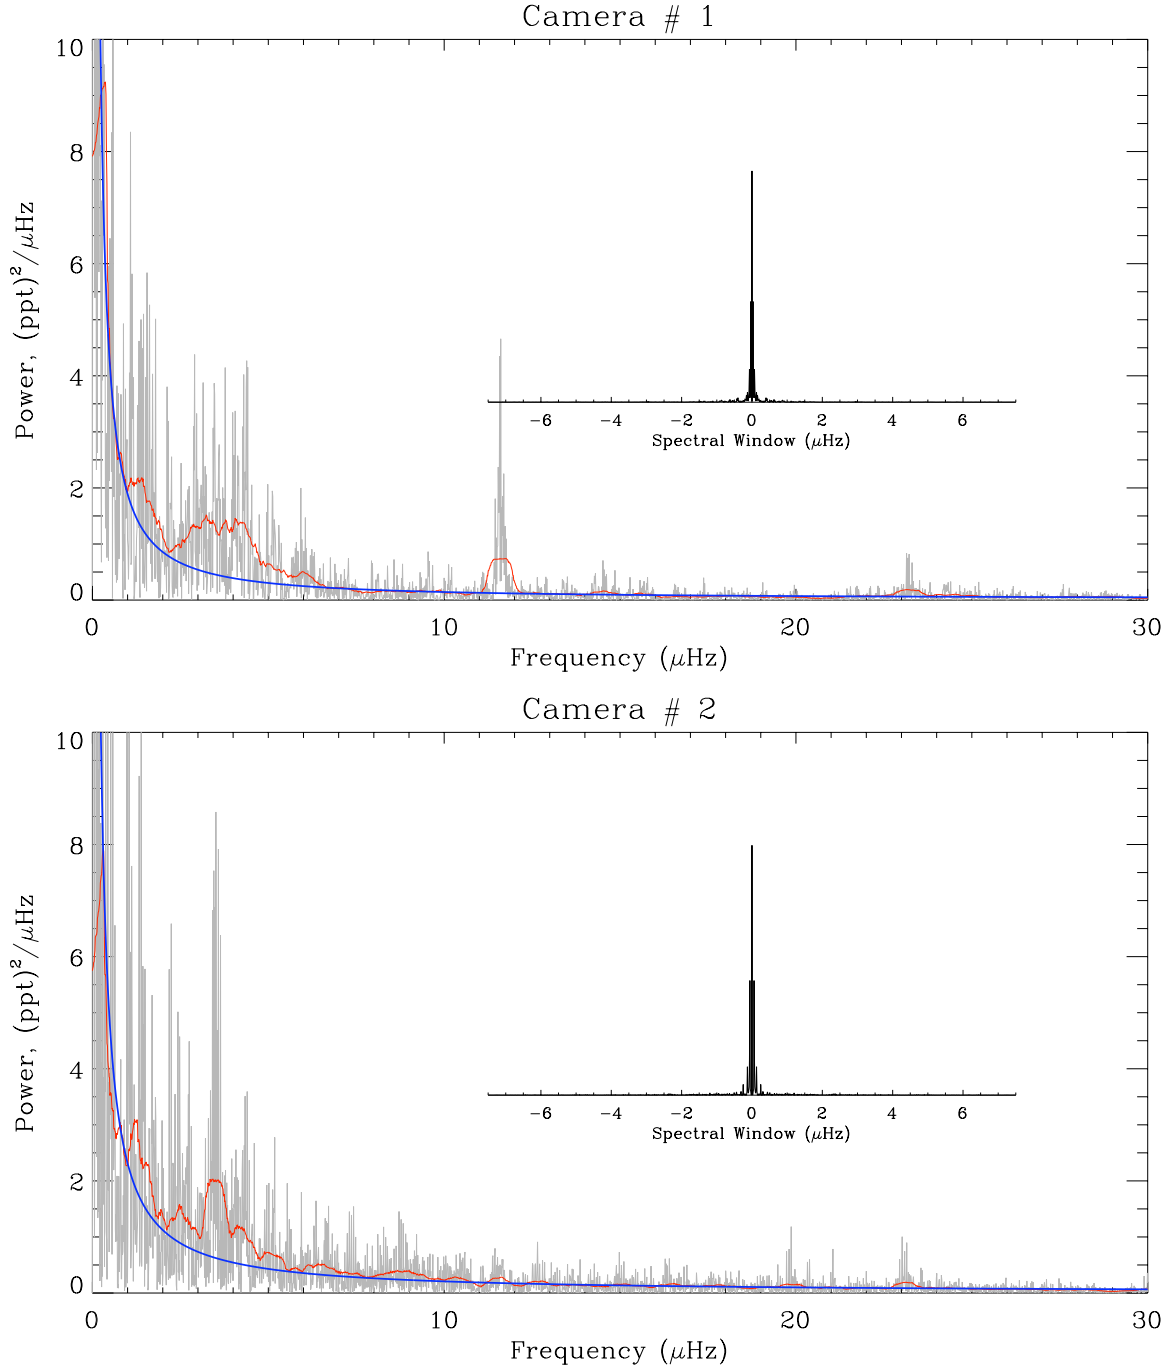 Camera # 1
Power, (ppt)²/μHz
10
8
6
4
2
0
-6 -4 -2 0 2 4 6
Spectral Window (μHz)
0 10 20 30
Frequency (μHz)
Camera # 2
Power, (ppt)²/μHz
10
8
6
4
2
0
-6 -4 -2 0 2 4 6
Spectral Window (μHz)
0 10 20 30
Frequency (μHz)